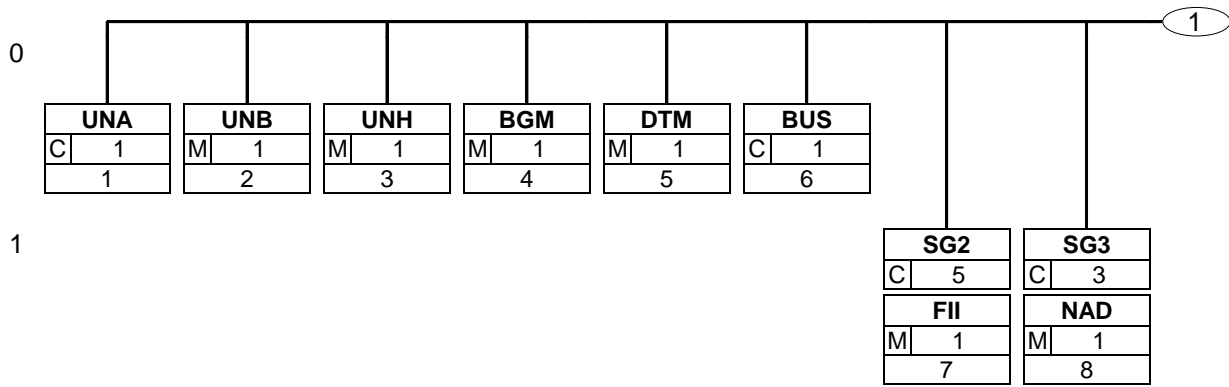 1
0
UNA UNB UNH BGM DTM BUS
C 1 M 1 M 1 M 1 M 1 C 1
1 2 3 4 5 6
1 SG2 SG3
C 5 C 3
FII NAD
M 1 M 1
7 8